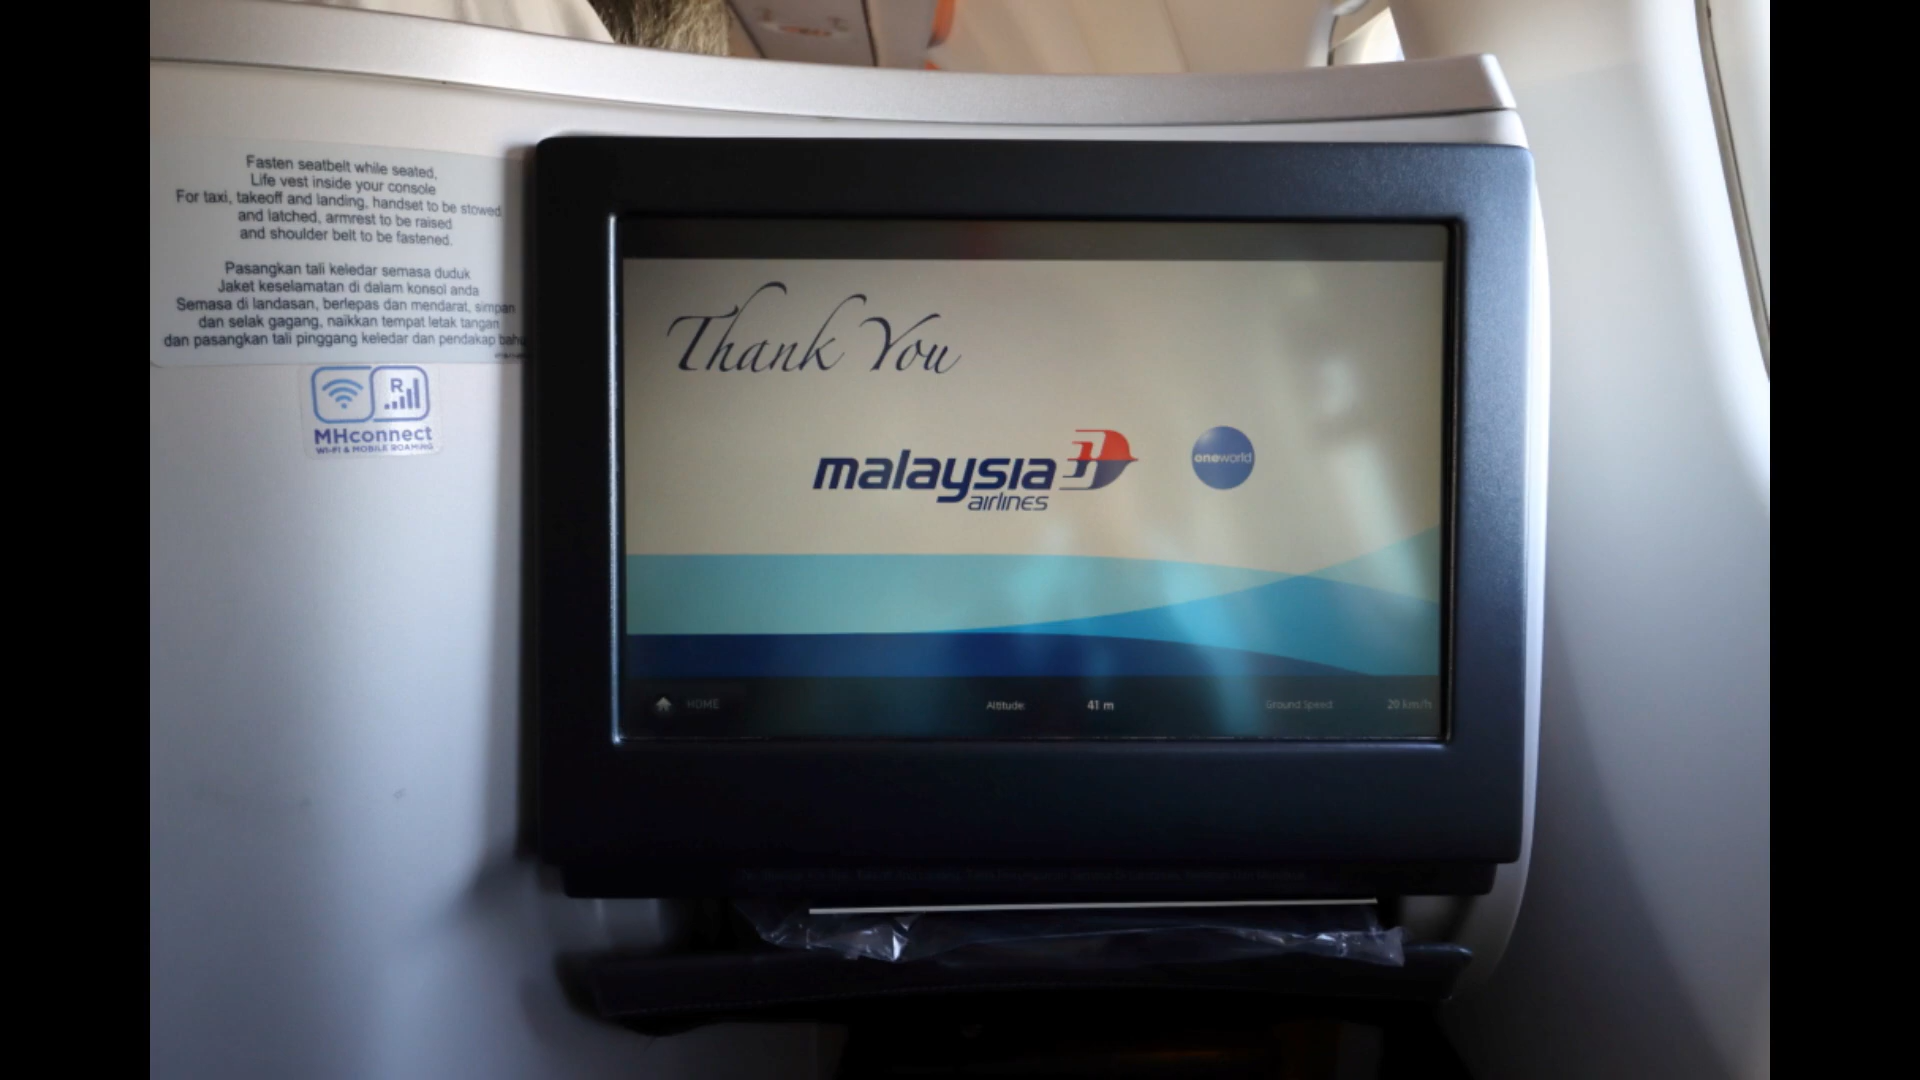 Fasten seatbelt while seated,
Life vest inside your console
For taxi, takeoff and landing, handset to be stowed
and latched, armrest to be raised
and shoulder belt to be fastened.
Pasangkan tali keledar semasa duduk
Jaket keselamatan di dalam konsol anda
Semasa di landasan, berlepas dan mendarat, simpan
dan selak gagang, naikkan tempat letak tangan
dan pasangkan tali pinggang keledar dan pendakap bahu
R
MHconnect
WI-FI & MOBILE ROAMING
Thank You
malaysia
airlines
oneworld
HOME Altitude: 41 m Ground Speed: 20 km/h